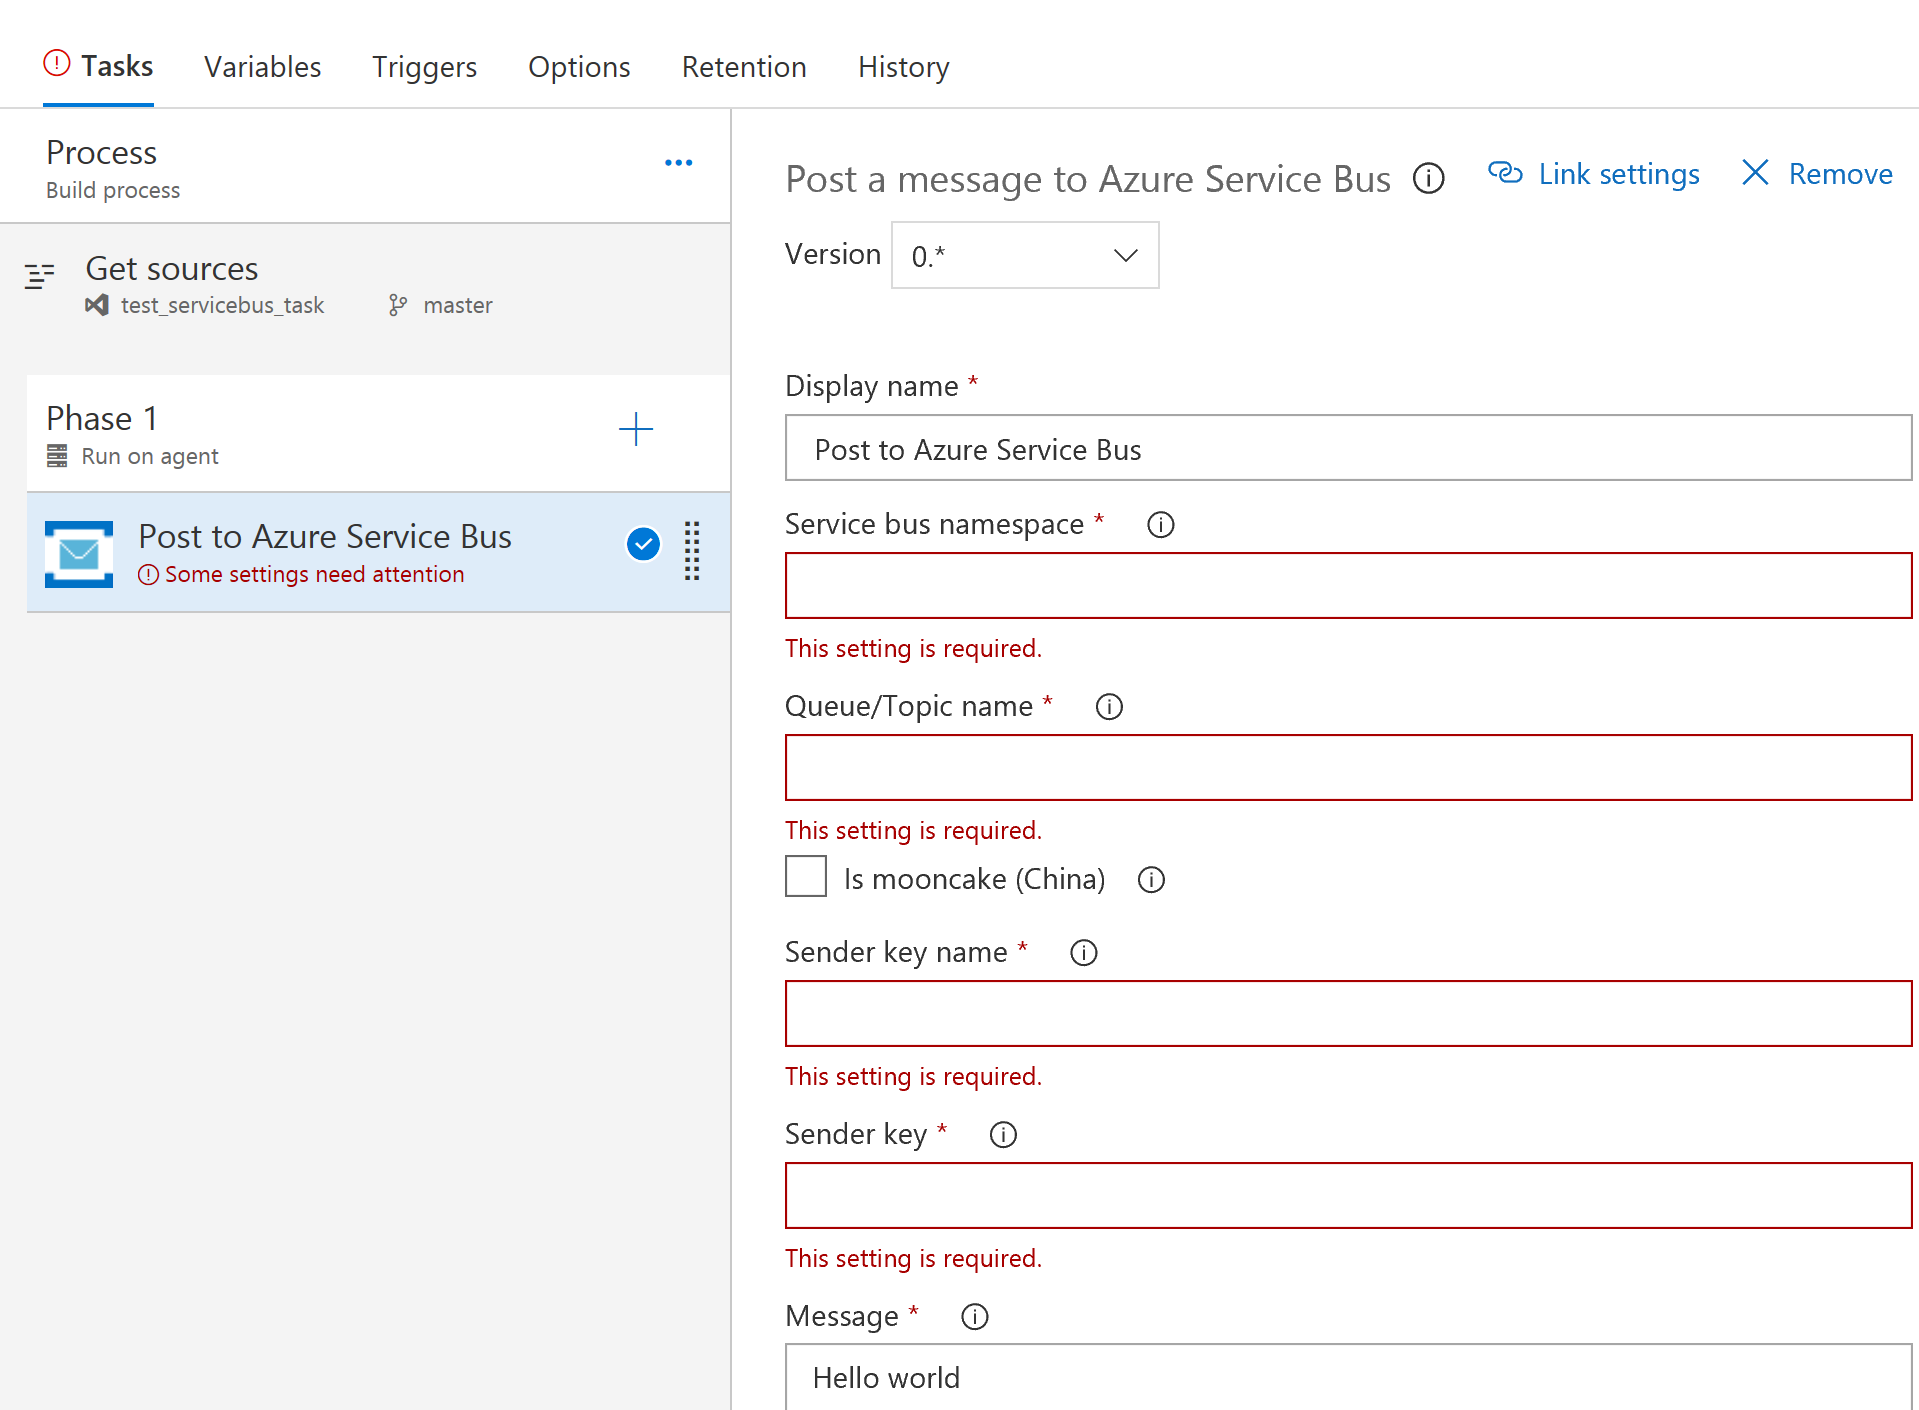 Tasks Variables Triggers Options Retention History
Process
Build process
Get sources
test_servicebus_task master
Phase 1
Run on agent
Post to Azure Service Bus
Some settings need attention
Post a message to Azure Service Bus Link settings Remove
Version 0.*
Display name *
Post to Azure Service Bus
Service bus namespace *
This setting is required.
Queue/Topic name *
This setting is required.
Is mooncake (China)
Sender key name *
This setting is required.
Sender key *
This setting is required.
Message *
Hello world